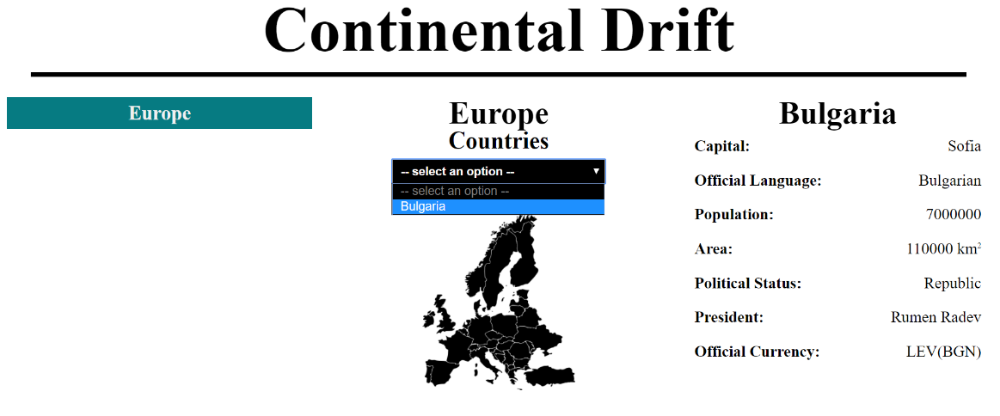 Continental Drift
Europe
Europe
Countries
-- select an option --
-- select an option --
Bulgaria
Bulgaria
Capital: Sofia
Official Language: Bulgarian
Population: 7000000
Area: 110000 km²
Political Status: Republic
President: Rumen Radev
Official Currency: LEV(BGN)